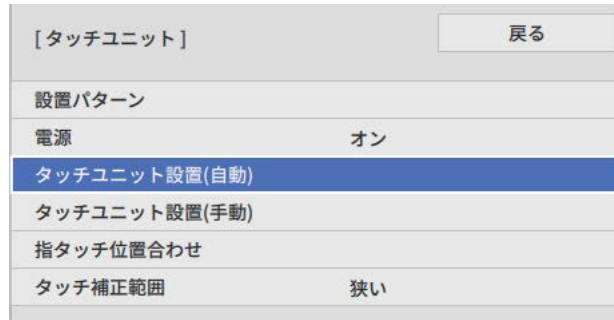 [タッチユニット]
戻る
設置パターン
電源 オン
タッチユニット設置(自動)
タッチユニット設置(手動)
指タッチ位置合わせ
タッチ補正範囲 狭い